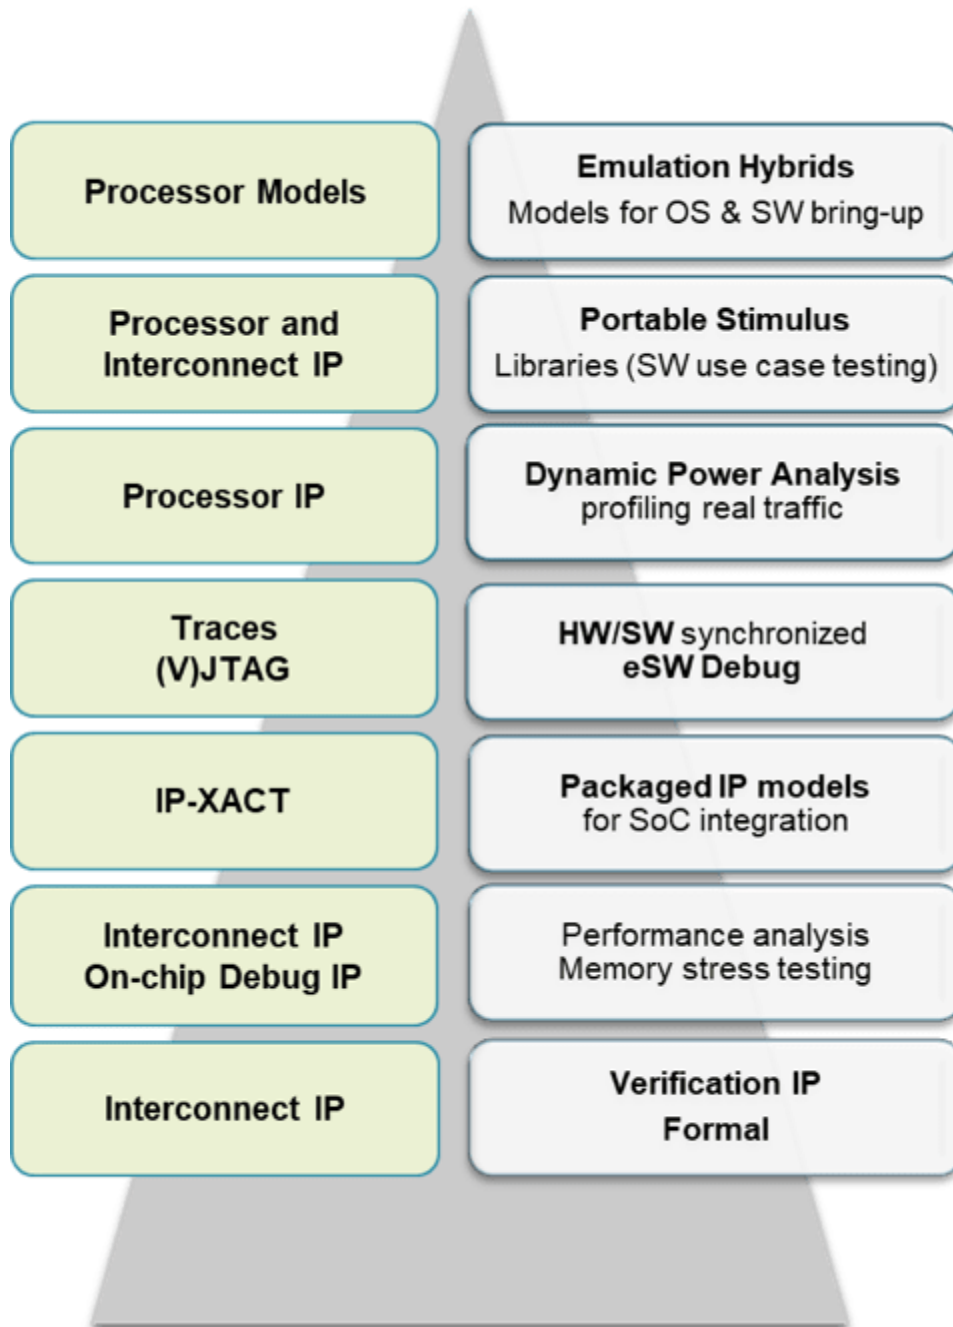 Processor Models
Emulation Hybrids
Models for OS & SW bring-up
Processor and
Interconnect IP
Portable Stimulus
Libraries (SW use case testing)
Processor IP
Dynamic Power Analysis
profiling real traffic
Traces
(V)JTAG
HW/SW synchronized
eSW Debug
IP-XACT
Packaged IP models
for SoC integration
Interconnect IP
On-chip Debug IP
Performance analysis
Memory stress testing
Interconnect IP
Verification IP
Formal